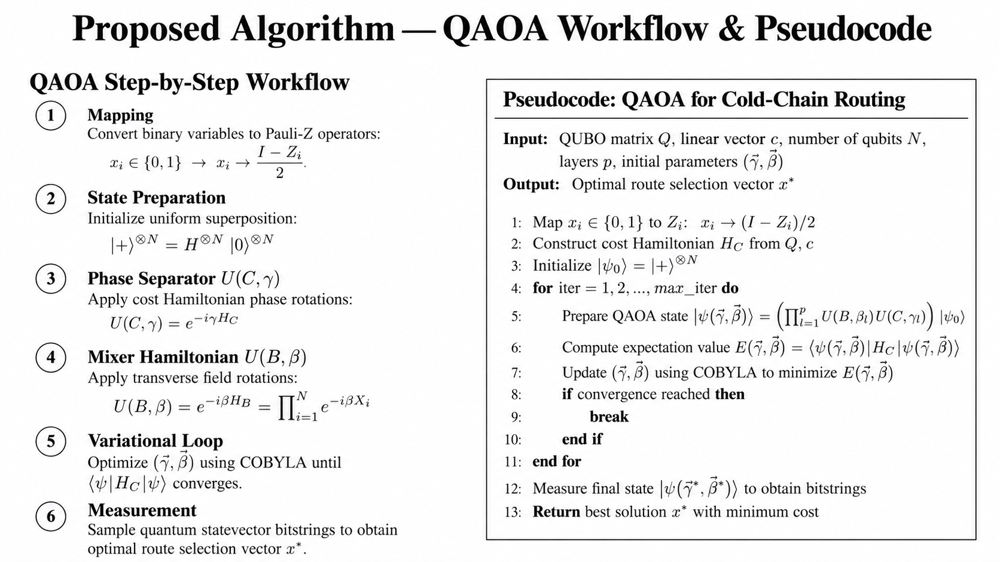 Proposed Algorithm — QAOA Workflow & Pseudocode
QAOA Step-by-Step Workflow
1 Mapping
Convert binary variables to Pauli-Z operators:
x_i ∈ {0, 1} → x_i → (I − Z_i)/2.
2 State Preparation
Initialize uniform superposition:
|+⟩^{⊗N} = H^{⊗N} |0⟩^{⊗N}
3 Phase Separator U(C, γ)
Apply cost Hamiltonian phase rotations:
U(C, γ) = e^{−iγH_C}
4 Mixer Hamiltonian U(B, β)
Apply transverse field rotations:
U(B, β) = e^{−iβH_B} = ∏_{i=1}^{N} e^{−iβX_i}
5 Variational Loop
Optimize (γ⃗, β⃗) using COBYLA until
⟨ψ|H_C|ψ⟩ converges.
6 Measurement
Sample quantum statevector bitstrings to obtain
optimal route selection vector x*.
Pseudocode: QAOA for Cold-Chain Routing
Input: QUBO matrix Q, linear vector c, number of qubits N,
layers p, initial parameters (γ⃗, β⃗)
Output: Optimal route selection vector x*
1: Map x_i ∈ {0, 1} to Z_i: x_i → (I − Z_i)/2
2: Construct cost Hamiltonian H_C from Q, c
3: Initialize |ψ_0⟩ = |+⟩^{⊗N}
4: for iter = 1, 2, ..., max_iter do
5: Prepare QAOA state |ψ(γ⃗, β⃗)⟩ = (∏_{l=1}^{p} U(B, β_l)U(C, γ_l)) |ψ_0⟩
6: Compute expectation value E(γ⃗, β⃗) = ⟨ψ(γ⃗, β⃗)|H_C|ψ(γ⃗, β⃗)⟩
7: Update (γ⃗, β⃗) using COBYLA to minimize E(γ⃗, β⃗)
8: if convergence reached then
9: break
10: end if
11: end for
12: Measure final state |ψ(γ⃗*, β⃗*)⟩ to obtain bitstrings
13: Return best solution x* with minimum cost